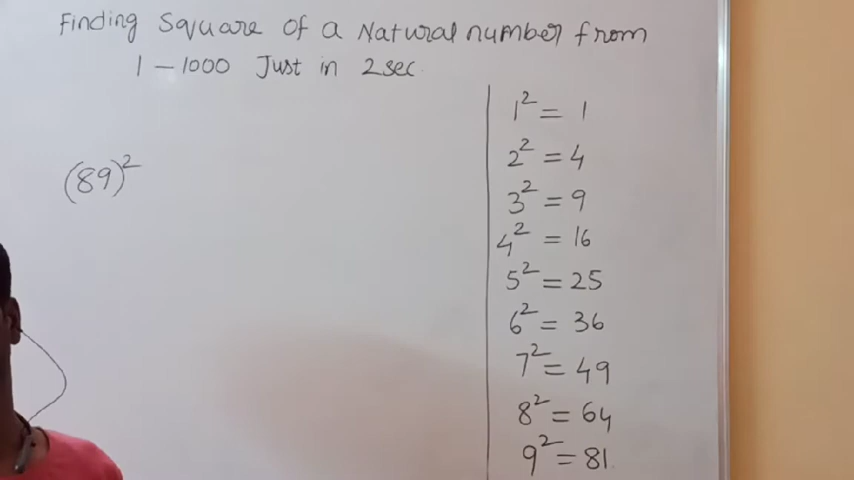 Finding Square of a Natural number from
1 - 1000 Just in 2sec.
(89)²
1² = 1
2² = 4
3² = 9
4² = 16
5² = 25
6² = 36
7² = 49
8² = 64
9² = 81.